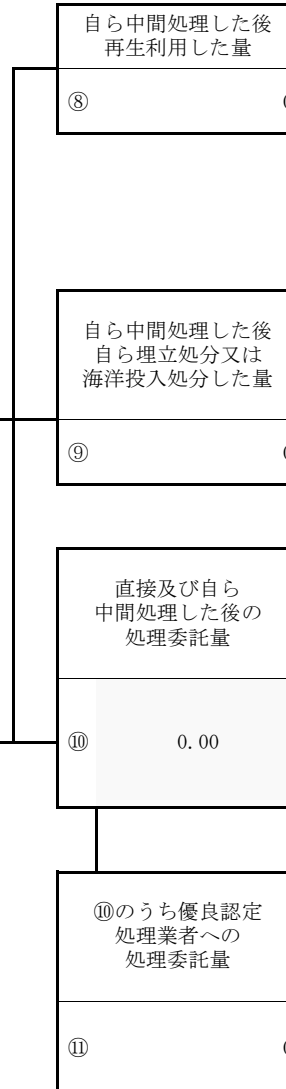 自ら中間処理した後
再生利用した量
⑧ 0
自ら中間処理した後
自ら埋立処分又は
海洋投入処分した量
⑨ 0
直接及び自ら
中間処理した後の
処理委託量
⑩ 0.00
⑩のうち優良認定
処理業者への
処理委託量
⑪ 0